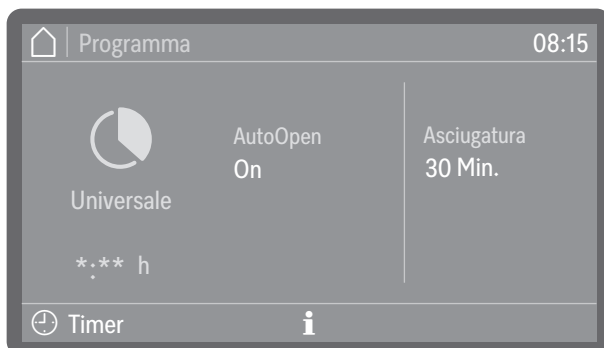 Programma 08:15
AutoOpen
On
Asciugatura
30 Min.
Universale
*:** h
Timer i